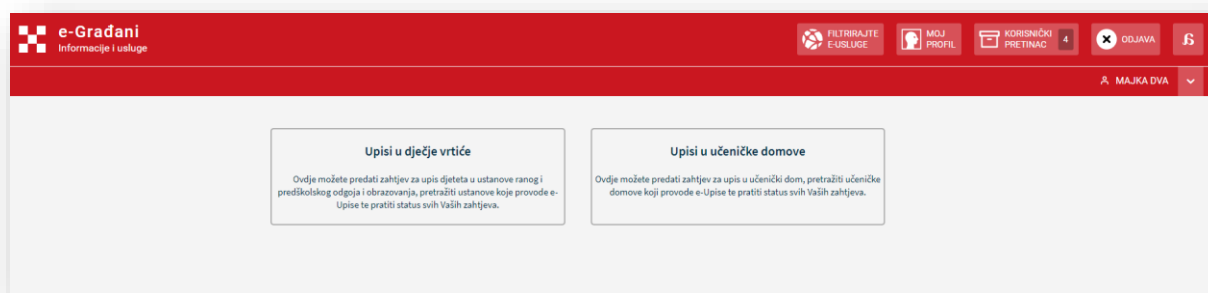 e-Građani
Informacije i usluge
FILTRIRAJTE
E-USLUGE
MOJ
PROFIL
KORISNIČKI
PRETINAC
4
ODJAVA
MAJKA DVA
Upisi u dječje vrtiće
Ovdje možete predati zahtjev za upis djeteta u ustanove ranog i
predškolskog odgoja i obrazovanja, pretražiti ustanove koje provode e-
Upise te pratiti status svih Vaših zahtjeva.
Upisi u učeničke domove
Ovdje možete predati zahtjev za upis u učenički dom, pretražiti učeničke
domove koji provode e-Upise te pratiti status svih Vaših zahtjeva.